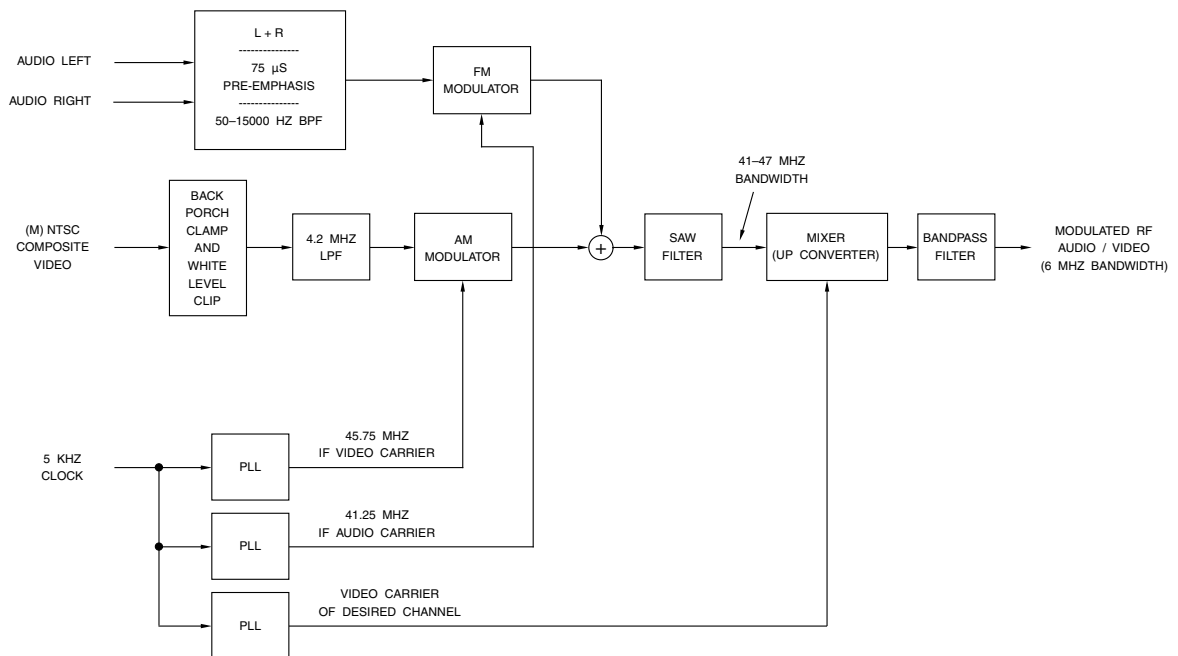 AUDIO LEFT
AUDIO RIGHT
L + R
---------------
75 µS
PRE-EMPHASIS
---------------
50–15000 HZ BPF
FM
MODULATOR
(M) NTSC
COMPOSITE
VIDEO
BACK
PORCH
CLAMP
AND
WHITE
LEVEL
CLIP
4.2 MHZ
LPF
AM
MODULATOR
+
SAW
FILTER
41–47 MHZ
BANDWIDTH
MIXER
(UP CONVERTER)
BANDPASS
FILTER
MODULATED RF
AUDIO / VIDEO
(6 MHZ BANDWIDTH)
5 KHZ
CLOCK
PLL
45.75 MHZ
IF VIDEO CARRIER
PLL
41.25 MHZ
IF AUDIO CARRIER
PLL
VIDEO CARRIER
OF DESIRED CHANNEL